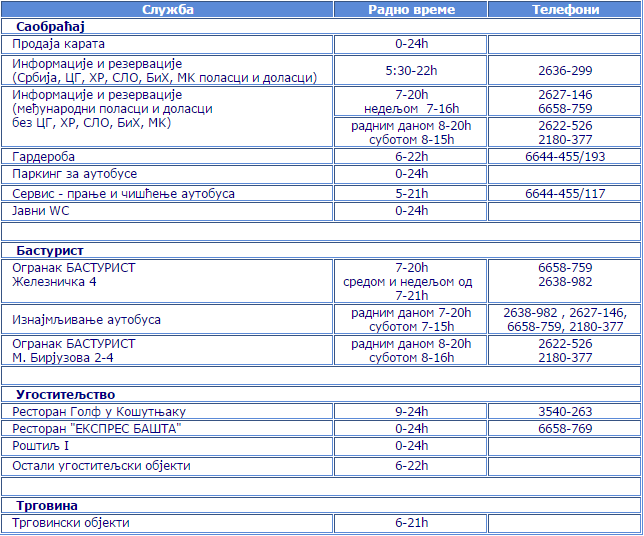 Служба Радно време Телефони
Саобраћај
Продаја карата 0-24h
Информације и резервације
(Србија, ЦГ, ХР, СЛО, БиХ, МК поласци и доласци) 5:30-22h 2636-299
Информације и резервације 7-20h 2627-146
(међународни поласци и доласци недељом 7-16h 6658-759
без ЦГ, ХР, СЛО, БиХ, МК) радним даном 8-20h 2622-526
суботом 8-15h 2180-377
Гардероба 6-22h 6644-455/193
Паркинг за аутобусе 0-24h
Сервис - прање и чишћење аутобуса 5-21h 6644-455/117
Јавни WC 0-24h
Бастурист
Огранак БАСТУРИСТ 7-20h 6658-759
Железничка 4 средом и недељом од 2638-982
7-21h
Изнајмљивање аутобуса радним даном 7-20h 2638-982 , 2627-146,
суботом 7-15h 6658-759, 2180-377
Огранак БАСТУРИСТ радним даном 8-20h 2622-526
М. Бирјузова 2-4 суботом 8-16h 2180-377
Угоститељство
Ресторан Голф у Кошутњаку 9-24h 3540-263
Ресторан "ЕКСПРЕС БАШТА" 0-24h 6658-769
Роштиљ I 0-24h
Остали угоститељски објекти 6-22h
Трговина
Трговински објекти 6-21h